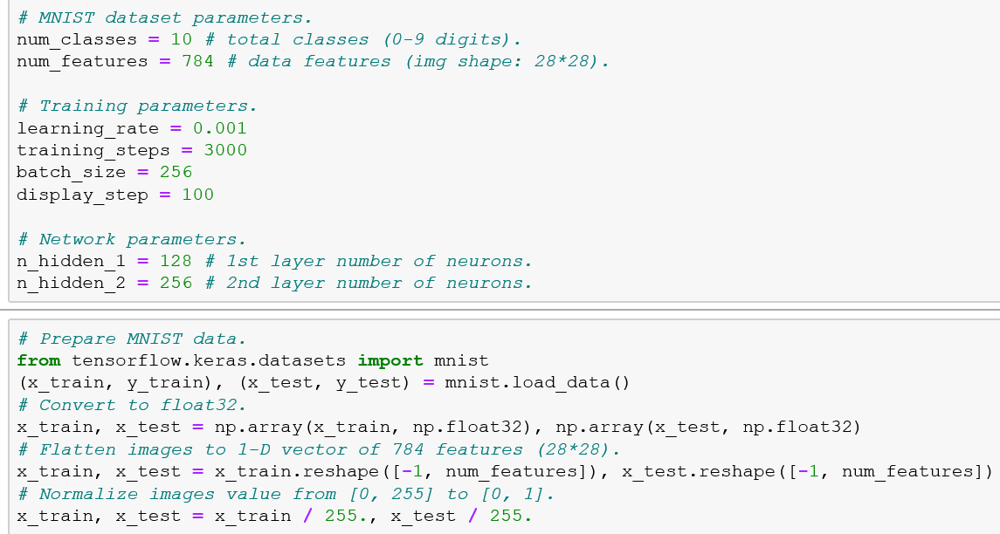 # MNIST dataset parameters.
num_classes = 10 # total classes (0-9 digits).
num_features = 784 # data features (img shape: 28*28).
# Training parameters.
learning_rate = 0.001
training_steps = 3000
batch_size = 256
display_step = 100
# Network parameters.
n_hidden_1 = 128 # 1st layer number of neurons.
n_hidden_2 = 256 # 2nd layer number of neurons.
# Prepare MNIST data.
from tensorflow.keras.datasets import mnist
(x_train, y_train), (x_test, y_test) = mnist.load_data()
# Convert to float32.
x_train, x_test = np.array(x_train, np.float32), np.array(x_test, np.float32)
# Flatten images to 1-D vector of 784 features (28*28).
x_train, x_test = x_train.reshape([-1, num_features]), x_test.reshape([-1, num_features])
# Normalize images value from [0, 255] to [0, 1].
x_train, x_test = x_train / 255., x_test / 255.